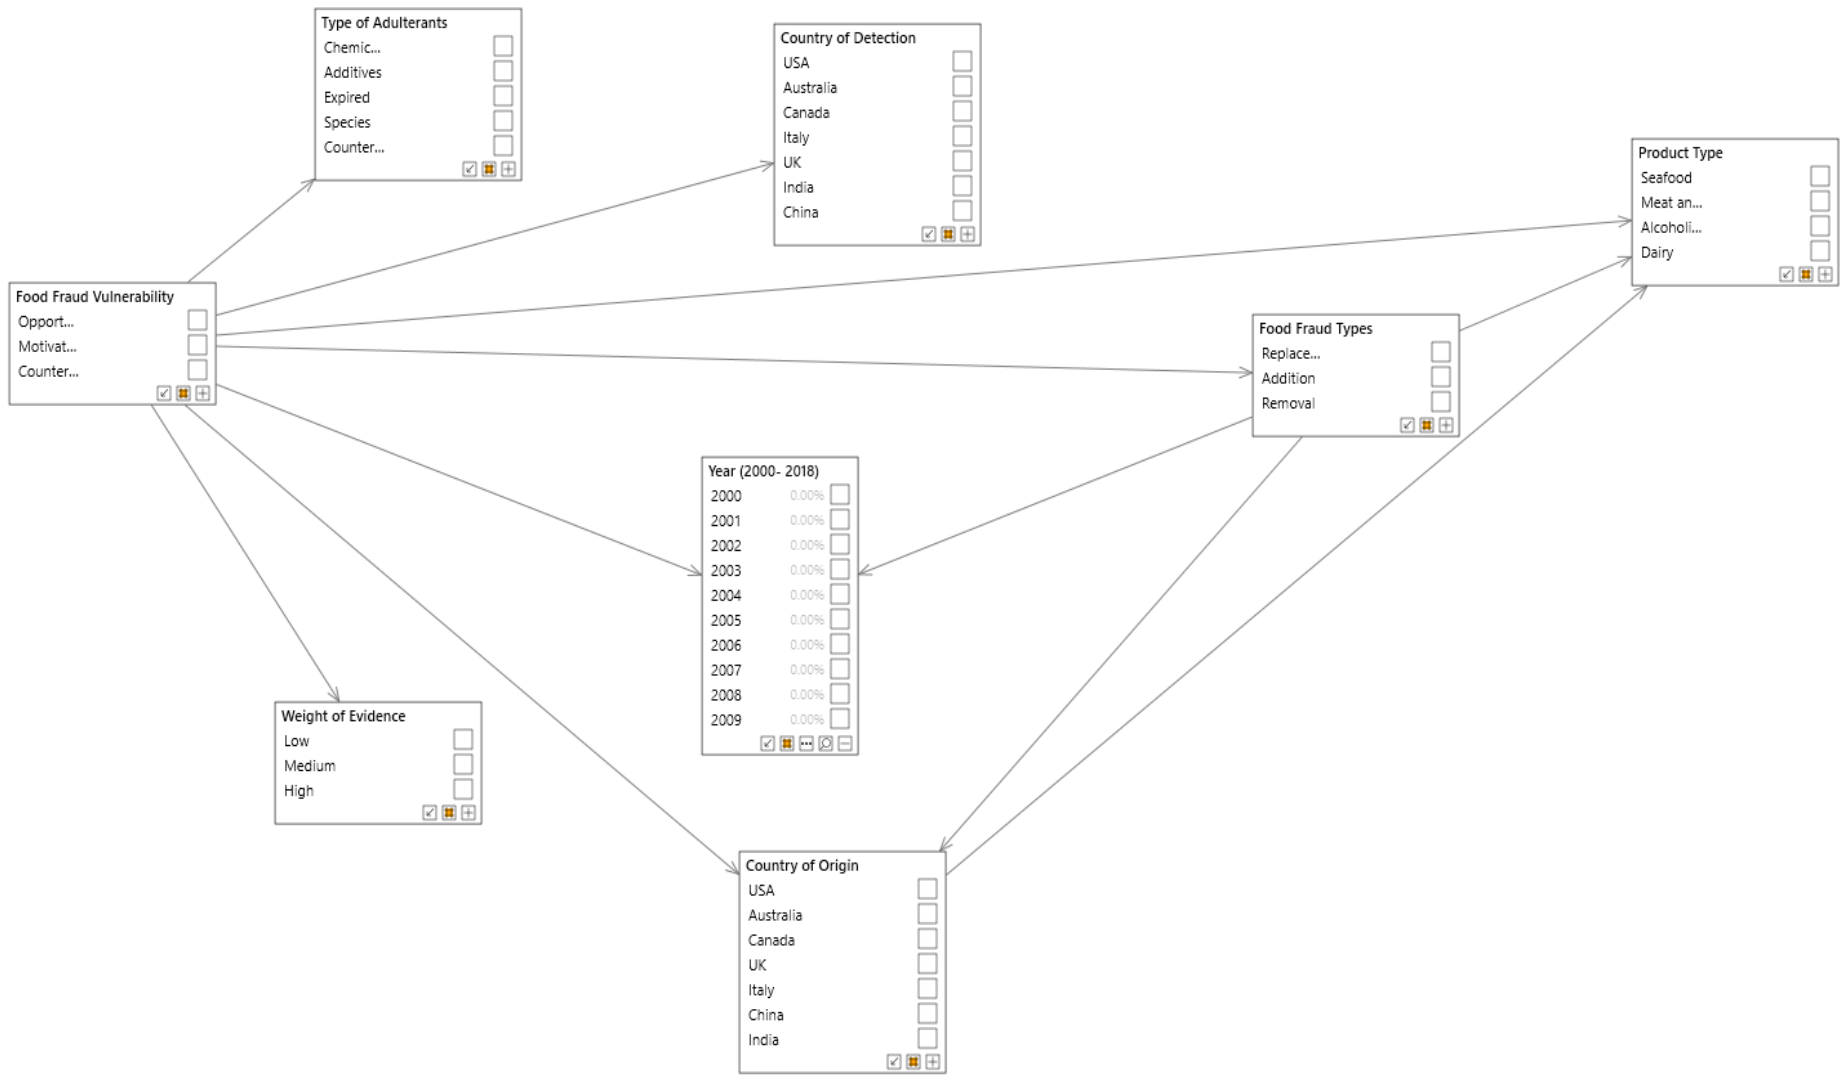 Type of Adulterants
Chemic...
Additives
Expired
Species
Counter...
Country of Detection
USA
Australia
Canada
Italy
UK
India
China
Product Type
Seafood
Meat an...
Alcoholi...
Dairy
Food Fraud Vulnerability
Opport...
Motivat...
Counter...
Food Fraud Types
Replace...
Addition
Removal
Year (2000- 2018)
2000 0.00%
2001 0.00%
2002 0.00%
2003 0.00%
2004 0.00%
2005 0.00%
2006 0.00%
2007 0.00%
2008 0.00%
2009 0.00%
Weight of Evidence
Low
Medium
High
Country of Origin
USA
Australia
Canada
UK
Italy
China
India